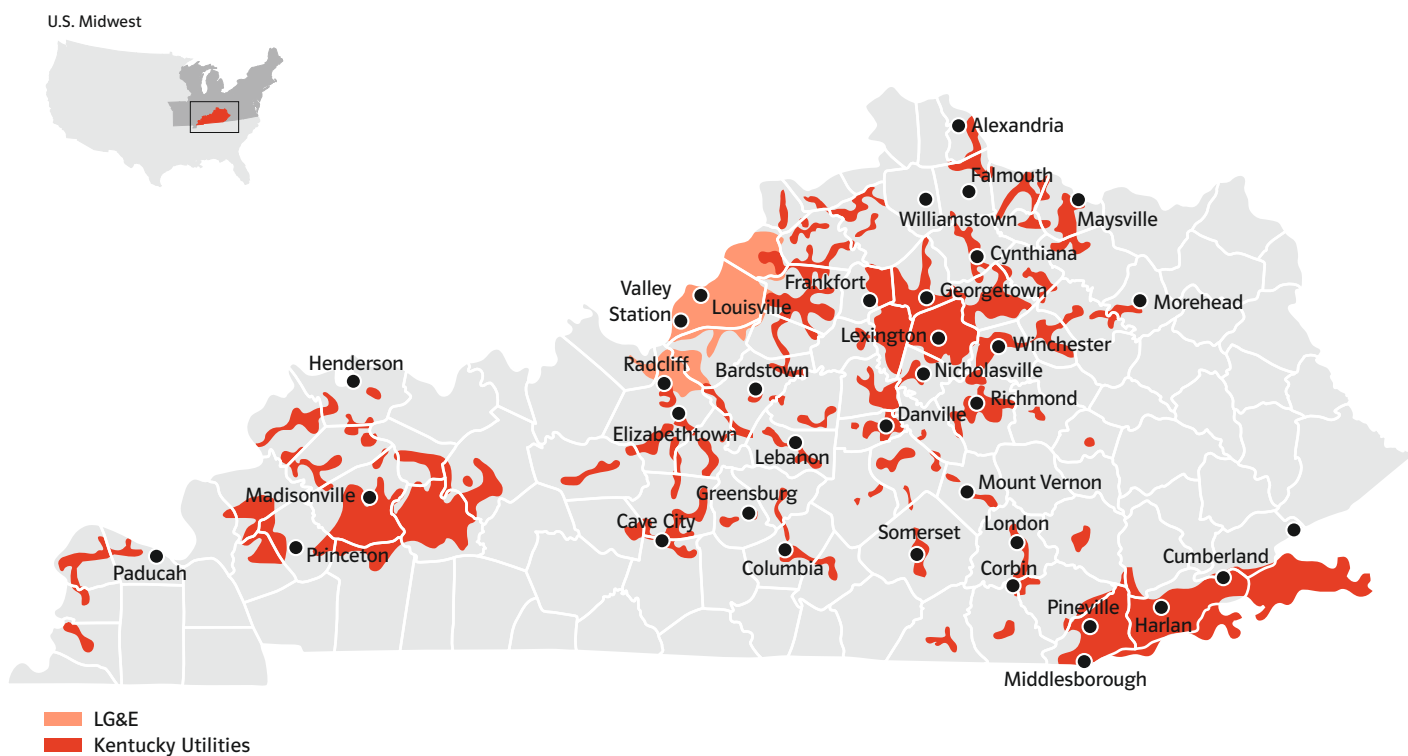 U.S. Midwest
Alexandria
Falmouth
Williamstown
Maysville
Cynthiana
Valley
Station
Louisville
Frankfort
Georgetown
Morehead
Lexington
Winchester
Henderson
Radcliff
Bardstown
Nicholasville
Richmond
Elizabethtown
Danville
Lebanon
Madisonville
Greensburg
Mount Vernon
Cave City
Somerset
London
Princeton
Paducah
Columbia
Corbin
Cumberland
Pineville
Harlan
Middlesborough
LG&E
Kentucky Utilities